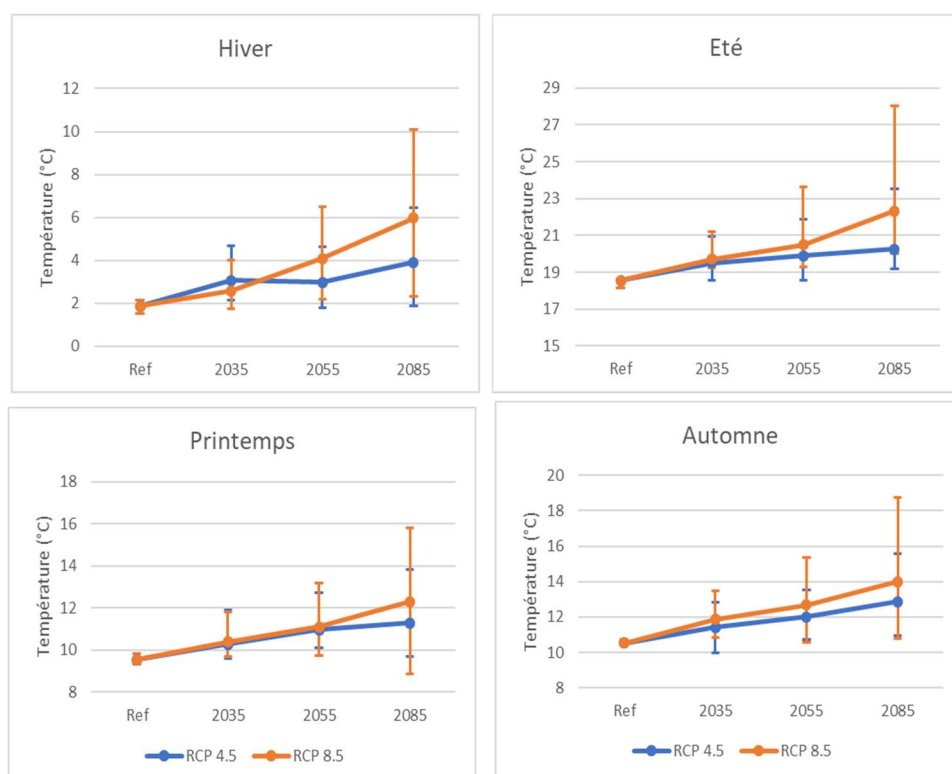 Hiver
Température (°C)
12
10
8
6
4
2
0
Ref 2035 2055 2085
Eté
Température (°C)
29
27
25
23
21
19
17
15
Ref 2035 2055 2085
Printemps
Température (°C)
18
16
14
12
10
8
Ref 2035 2055 2085
RCP 4.5 RCP 8.5
Automne
Température (°C)
20
18
16
14
12
10
8
Ref 2035 2055 2085
RCP 4.5 RCP 8.5